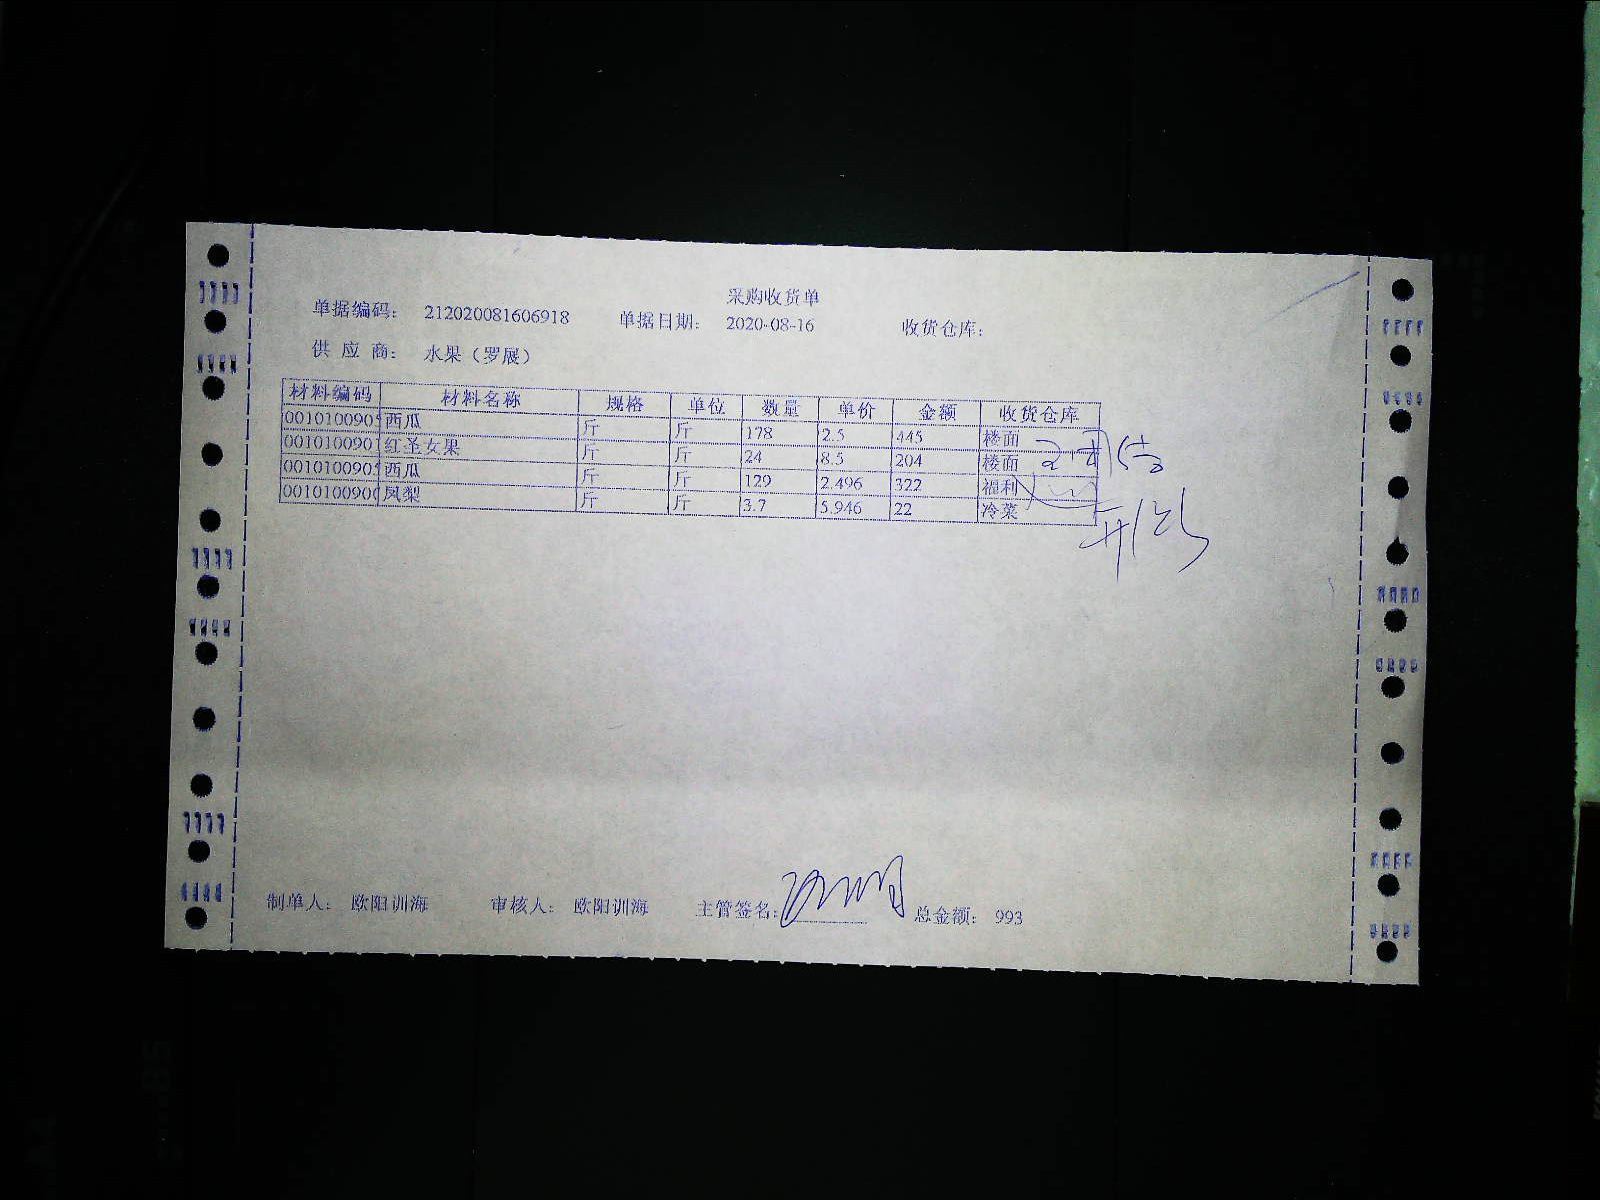 采购收货单
单据编码： 212020081606918 单据日期： 2020-08-16 收货仓库：
供 应 商： 水果（罗展）
材料编码 材料名称 规格 单位 数量 单价 金额 收货仓库
0010100905 西瓜 斤 斤 178 2.5 445 楼面
0010100901 红圣女果 斤 斤 24 8.5 204 楼面
0010100905 西瓜 斤 斤 129 2.496 322 福利
0010100900 凤梨 斤 斤 3.7 5.946 22 冷菜
制单人： 欧阳训海 审核人： 欧阳训海 主管签名： 总金额： 993